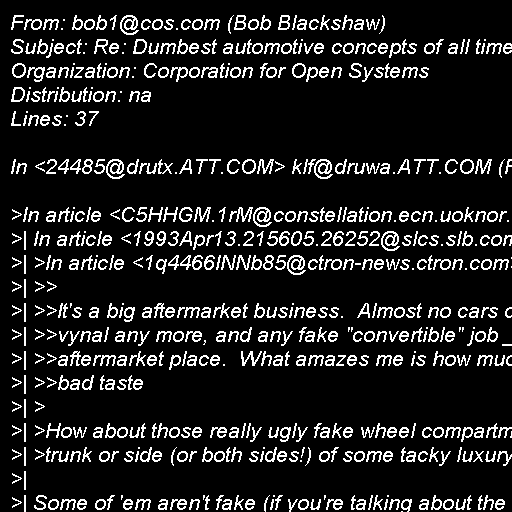 From: bob1@cos.com (Bob Blackshaw)
Subject: Re: Dumbest automotive concepts of all time
Organization: Corporation for Open Systems
Distribution: na
Lines: 37
In <24485@drutx.ATT.COM> klf@druwa.ATT.COM (F
>In article <C5HHGM.1rM@constellation.ecn.uoknor.
>| In article <1993Apr13.215605.26252@slcs.slb.com
>| >In article <1q4466INNb85@ctron-news.ctron.com>
>| >>
>| >>It's a big aftermarket business.  Almost no cars c
>| >>vynal any more, and any fake "convertible" job _
>| >>aftermarket place.  What amazes me is how muc
>| >>bad taste
>| >
>| >How about those really ugly fake wheel compartm
>| >trunk or side (or both sides!) of some tacky luxury
>|
>| Some of 'em aren't fake (if you're talking about the